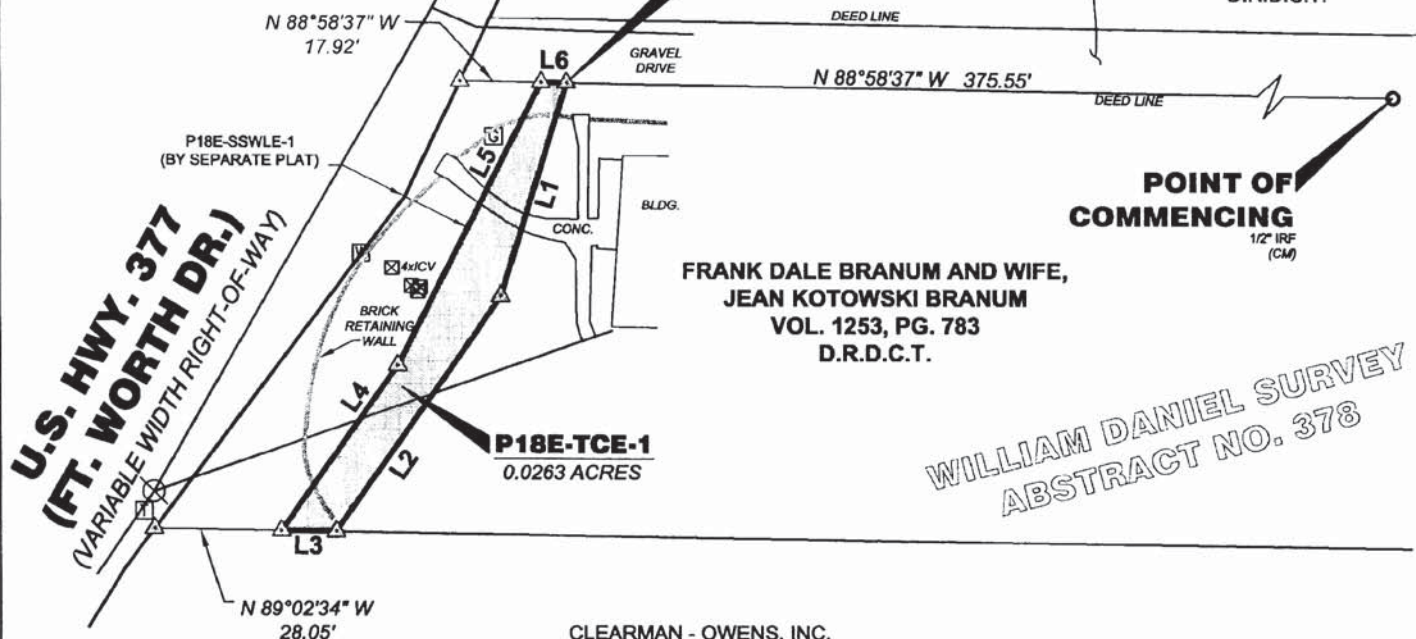 DEED LINE
N 88°58'37" W
17.92'
GRAVEL
DRIVE
L6
N 88°58'37" W 375.55'
DEED LINE
P18E-SSWLE-1
(BY SEPARATE PLAT)
G
L5
L1
BLDG.
POINT OF
COMMENCING
1/2" IRF
(CM)
CONC.
U.S. HWY. 377
(FT. WORTH DR.)
(VARIABLE WIDTH RIGHT-OF-WAY)
4xICV
BRICK
RETAINING
WALL
FRANK DALE BRANUM AND WIFE,
JEAN KOTOWSKI BRANUM
VOL. 1253, PG. 783
D.R.D.C.T.
L4
L2
P18E-TCE-1
0.0263 ACRES
WILLIAM DANIEL SURVEY
ABSTRACT NO. 378
T
L3
N 89°02'34" W
28.05'
CLEARMAN - OWENS, INC.